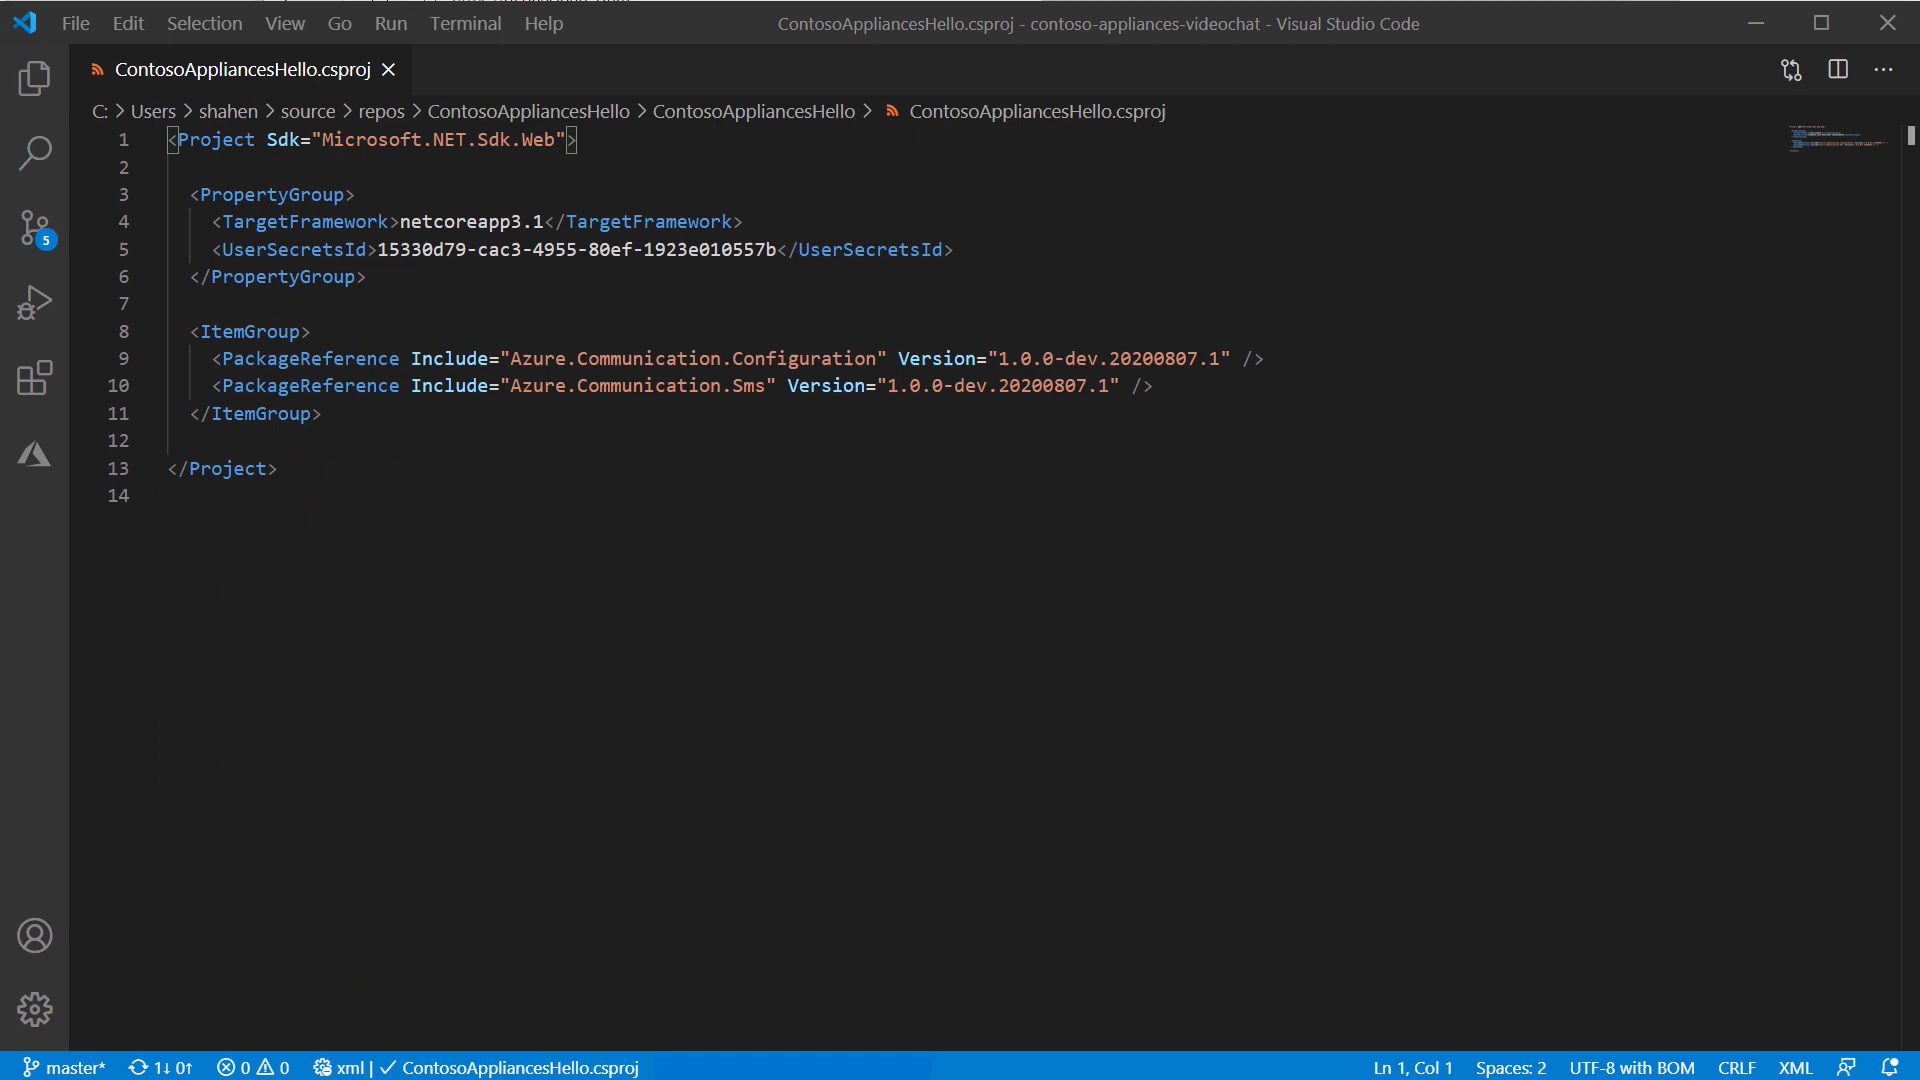 File Edit Selection View Go Run Terminal Help
ContosoAppliancesHello.csproj - contoso-appliances-videochat - Visual Studio Code
ContosoAppliancesHello.csproj
C: > Users > shahen > source > repos > ContosoAppliancesHello > ContosoAppliancesHello > ContosoAppliancesHello.csproj
1 <Project Sdk="Microsoft.NET.Sdk.Web">
2
3 <PropertyGroup>
4 <TargetFramework>netcoreapp3.1</TargetFramework>
5 <UserSecretsId>15330d79-cac3-4955-80ef-1923e010557b</UserSecretsId>
6 </PropertyGroup>
7
8 <ItemGroup>
9 <PackageReference Include="Azure.Communication.Configuration" Version="1.0.0-dev.20200807.1" />
10 <PackageReference Include="Azure.Communication.Sms" Version="1.0.0-dev.20200807.1" />
11 </ItemGroup>
12
13 </Project>
14
5
master* 1↓ 0↑ 0 0 xml | ✓ ContosoAppliancesHello.csproj
Ln 1, Col 1 Spaces: 2 UTF-8 with BOM CRLF XML